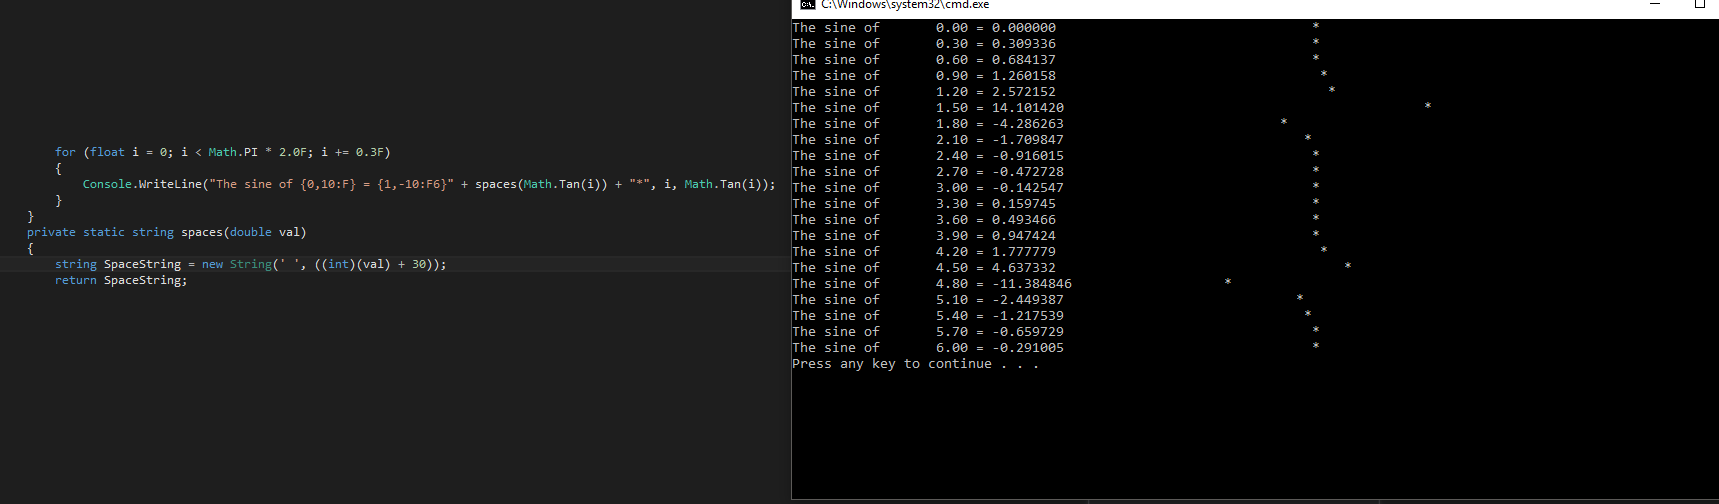 for (float i = 0; i < Math.PI * 2.0F; i += 0.3F)
{
Console.WriteLine("The sine of {0,10:F} = {1,-10:F6}" + spaces(Math.Tan(i)) + "*", i, Math.Tan(i));
}
}
private static string spaces(double val)
{
string SpaceString = new String(' ', ((int)(val) + 30));
return SpaceString;
C:\Windows\system32\cmd.exe
The sine of       0.00 = 0.000000                                *
The sine of       0.30 = 0.309336                                *
The sine of       0.60 = 0.684137                                *
The sine of       0.90 = 1.260158                                 *
The sine of       1.20 = 2.572152                                  *
The sine of       1.50 = 14.101420                                             *
The sine of       1.80 = -4.286263                           *
The sine of       2.10 = -1.709847                              *
The sine of       2.40 = -0.916015                               *
The sine of       2.70 = -0.472728                               *
The sine of       3.00 = -0.142547                               *
The sine of       3.30 = 0.159745                                *
The sine of       3.60 = 0.493466                                *
The sine of       3.90 = 0.947424                                *
The sine of       4.20 = 1.777779                                 *
The sine of       4.50 = 4.637332                                    *
The sine of       4.80 = -11.384846                   *
The sine of       5.10 = -2.449387                             *
The sine of       5.40 = -1.217539                              *
The sine of       5.70 = -0.659729                               *
The sine of       6.00 = -0.291005                               *
Press any key to continue . . .